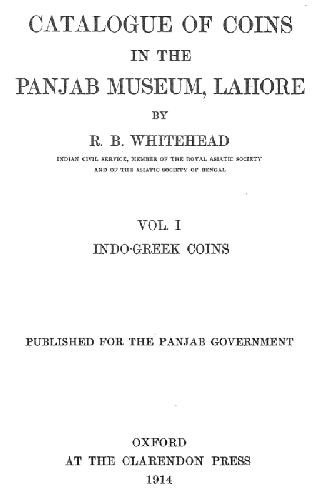 CATALOGUE OF COINS
IN THE
PANJAB MUSEUM, LAHORE
BY
R. B. WHITEHEAD
INDIAN CIVIL SERVICE, MEMBER OF THE ROYAL ASIATIC SOCIETY
AND OF THE ASIATIC SOCIETY OF BENGAL
VOL. I
INDO-GREEK COINS
PUBLISHED FOR THE PANJAB GOVERNMENT
OXFORD
AT THE CLARENDON PRESS
1914